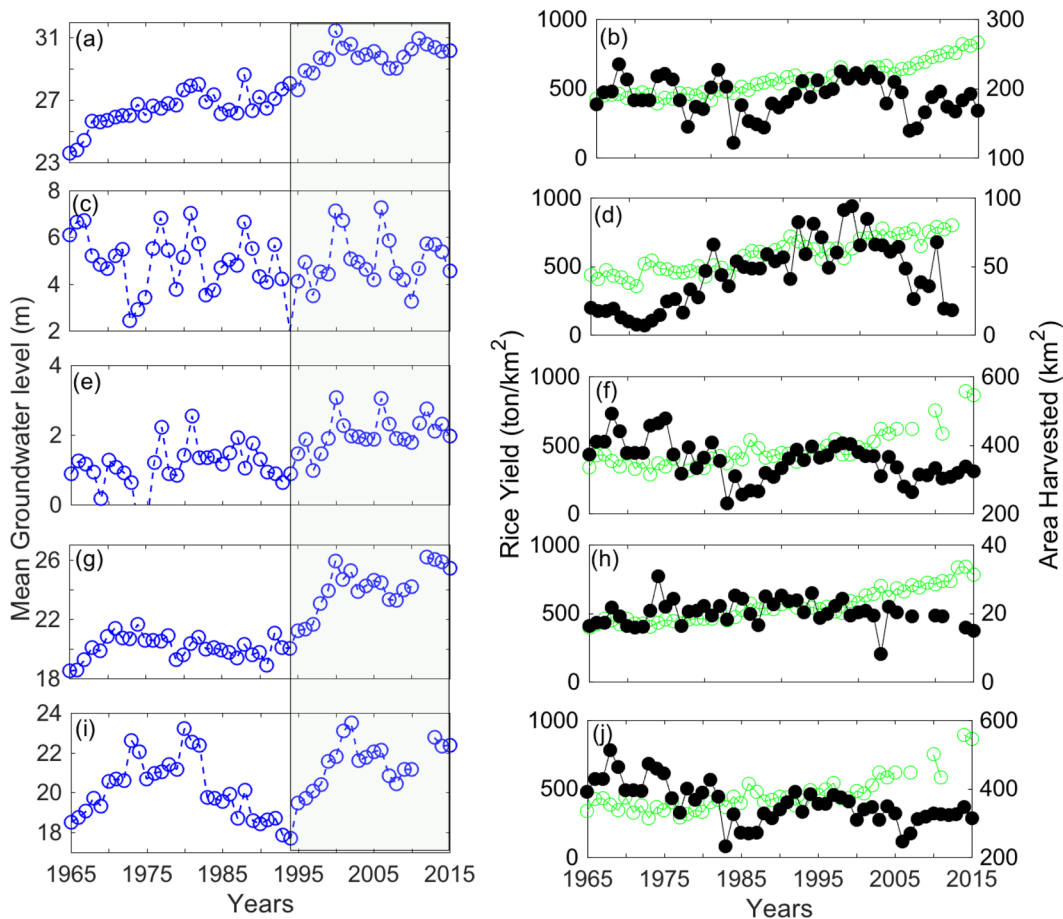 Mean Groundwater level (m)
(a)
31
27
23
(c)
8
6
4
2
(e)
4
2
0
(g)
26
24
22
20
18
(i)
24
22
20
18
1965 1975 1985 1995 2005 2015
Years
Rice Yield (ton/km²)
Area Harvested (km²)
(b)
1000
500
0
300
200
100
(d)
1000
500
0
100
50
0
(f)
1000
500
0
600
400
200
(h)
1000
500
0
40
20
0
(j)
1000
500
0
600
400
200
1965 1975 1985 1995 2005 2015
Years